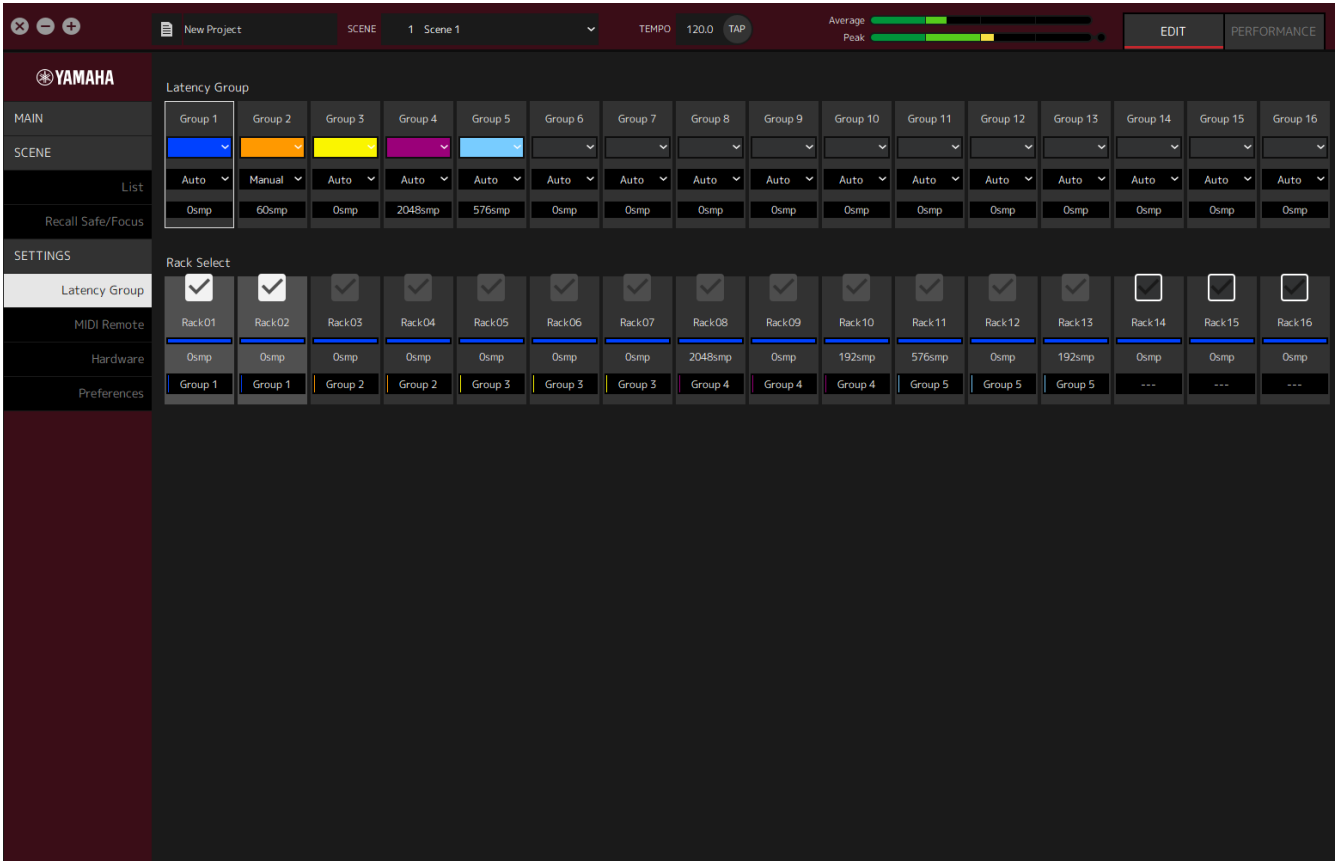 New Project SCENE 1 Scene 1 TEMPO 120.0 TAP Average Peak EDIT PERFORMANCE
YAMAHA
MAIN
SCENE
List
Recall Safe/Focus
SETTINGS
Latency Group
MIDI Remote
Hardware
Preferences
Latency Group
Group 1 Group 2 Group 3 Group 4 Group 5 Group 6 Group 7 Group 8 Group 9 Group 10 Group 11 Group 12 Group 13 Group 14 Group 15 Group 16
Auto Manual Auto Auto Auto Auto Auto Auto Auto Auto Auto Auto Auto Auto Auto Auto
0smp 60smp 0smp 2048smp 576smp 0smp 0smp 0smp 0smp 0smp 0smp 0smp 0smp 0smp 0smp 0smp
Rack Select
Rack01 Rack02 Rack03 Rack04 Rack05 Rack06 Rack07 Rack08 Rack09 Rack10 Rack11 Rack12 Rack13 Rack14 Rack15 Rack16
0smp 0smp 0smp 0smp 0smp 0smp 0smp 2048smp 0smp 192smp 576smp 0smp 192smp 0smp 0smp 0smp
Group 1 Group 1 Group 2 Group 2 Group 3 Group 3 Group 3 Group 4 Group 4 Group 4 Group 5 Group 5 Group 5 --- --- ---